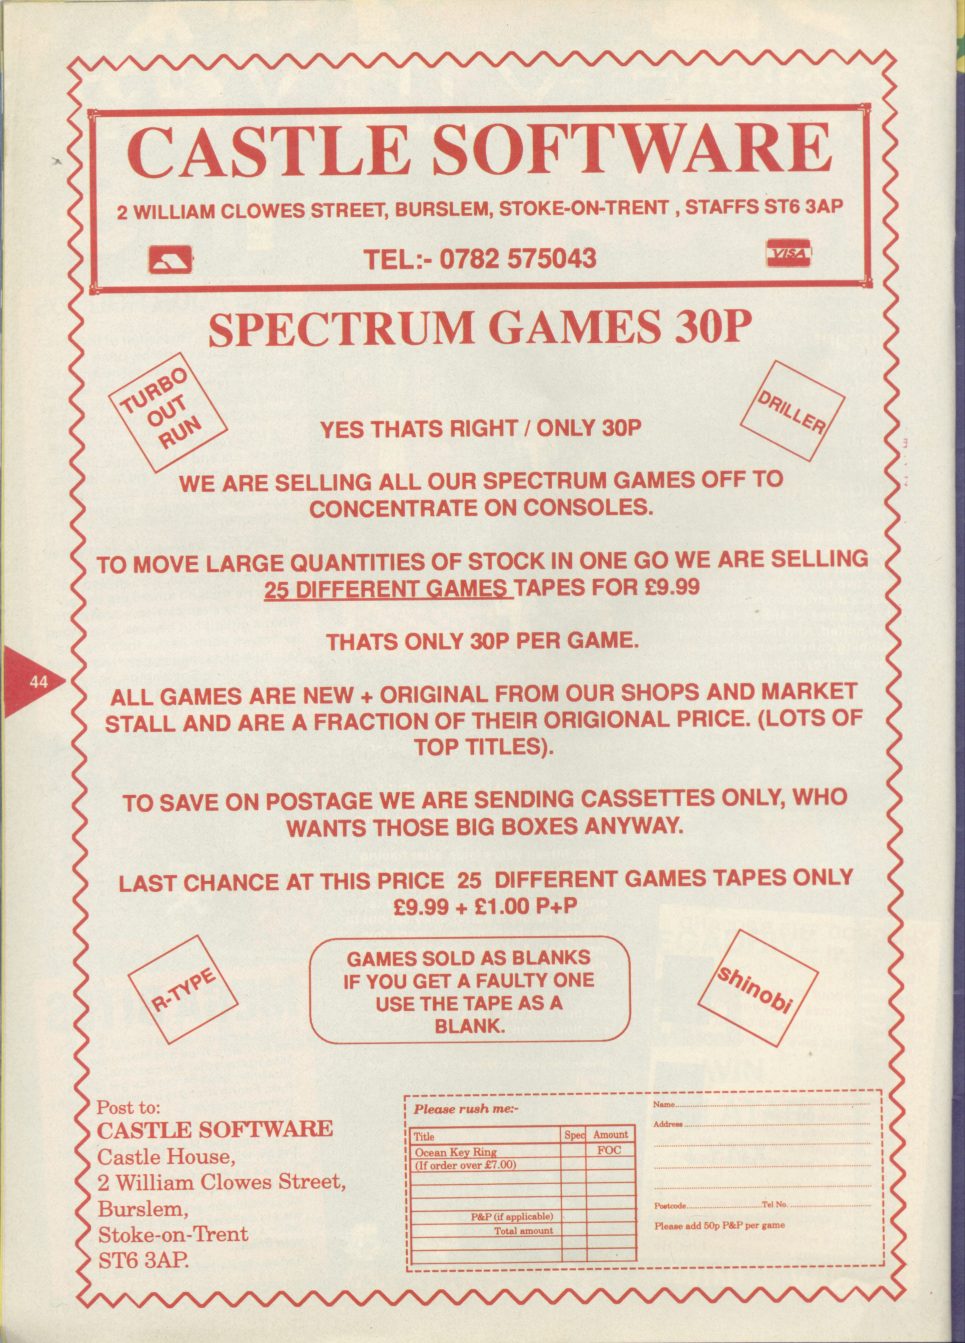 CASTLE SOFTWARE
2 WILLIAM CLOWES STREET, BURSLEM, STOKE-ON-TRENT , STAFFS ST6 3AP
TEL:- 0782 575043
VISA
SPECTRUM GAMES 30P
TURBO
OUT
RUN
DRILLER
YES THATS RIGHT / ONLY 30P
WE ARE SELLING ALL OUR SPECTRUM GAMES OFF TO
CONCENTRATE ON CONSOLES.
TO MOVE LARGE QUANTITIES OF STOCK IN ONE GO WE ARE SELLING
25 DIFFERENT GAMES TAPES FOR £9.99
THATS ONLY 30P PER GAME.
44
ALL GAMES ARE NEW + ORIGINAL FROM OUR SHOPS AND MARKET
STALL AND ARE A FRACTION OF THEIR ORIGIONAL PRICE. (LOTS OF
TOP TITLES).
TO SAVE ON POSTAGE WE ARE SENDING CASSETTES ONLY, WHO
WANTS THOSE BIG BOXES ANYWAY.
LAST CHANCE AT THIS PRICE 25 DIFFERENT GAMES TAPES ONLY
£9.99 + £1.00 P+P
R-TYPE
GAMES SOLD AS BLANKS
IF YOU GET A FAULTY ONE
USE THE TAPE AS A
BLANK.
shinobi
Post to:
CASTLE SOFTWARE
Castle House,
2 William Clowes Street,
Burslem,
Stoke-on-Trent
ST6 3AP.
Please rush me:-
Title Spec Amount
Ocean Key Ring FOC
(If order over £7.00)
P&P (if applicable)
Total amount
Name
Address
Postcode Tel No.
Please add 50p P&P per game